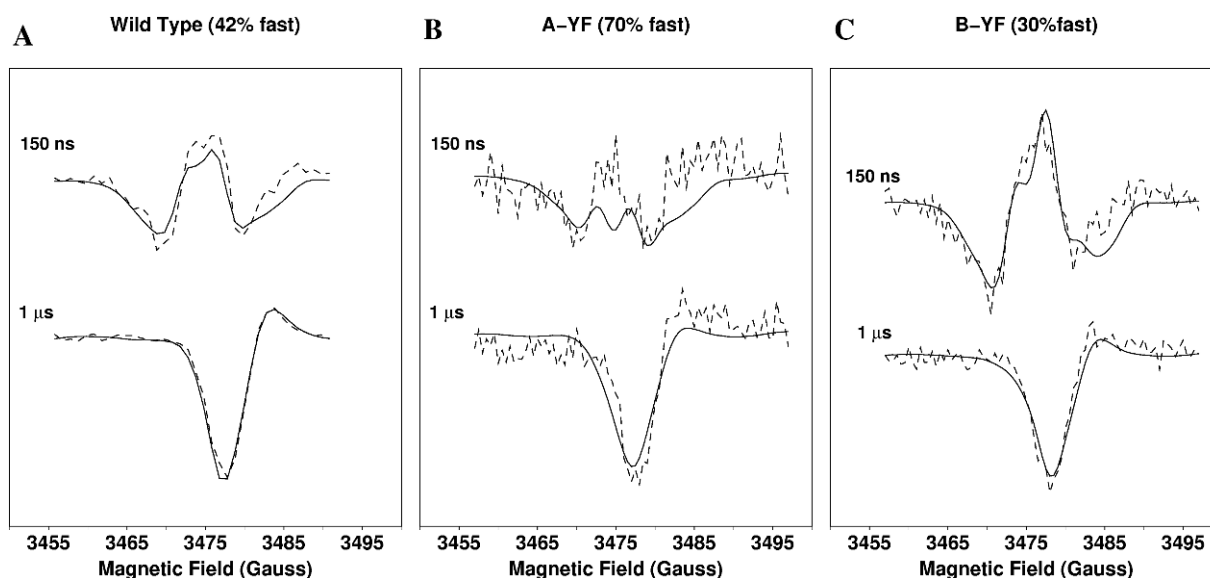 A Wild Type (42% fast)
150 ns
1 μs
3455 3465 3475 3485 3495
Magnetic Field (Gauss)
B A−YF (70% fast)
150 ns
1 μs
3455 3465 3475 3485 3495
Magnetic Field (Gauss)
C B−YF (30%fast)
150 ns
1 μs
3455 3465 3475 3485 3495
Magnetic Field (Gauss)